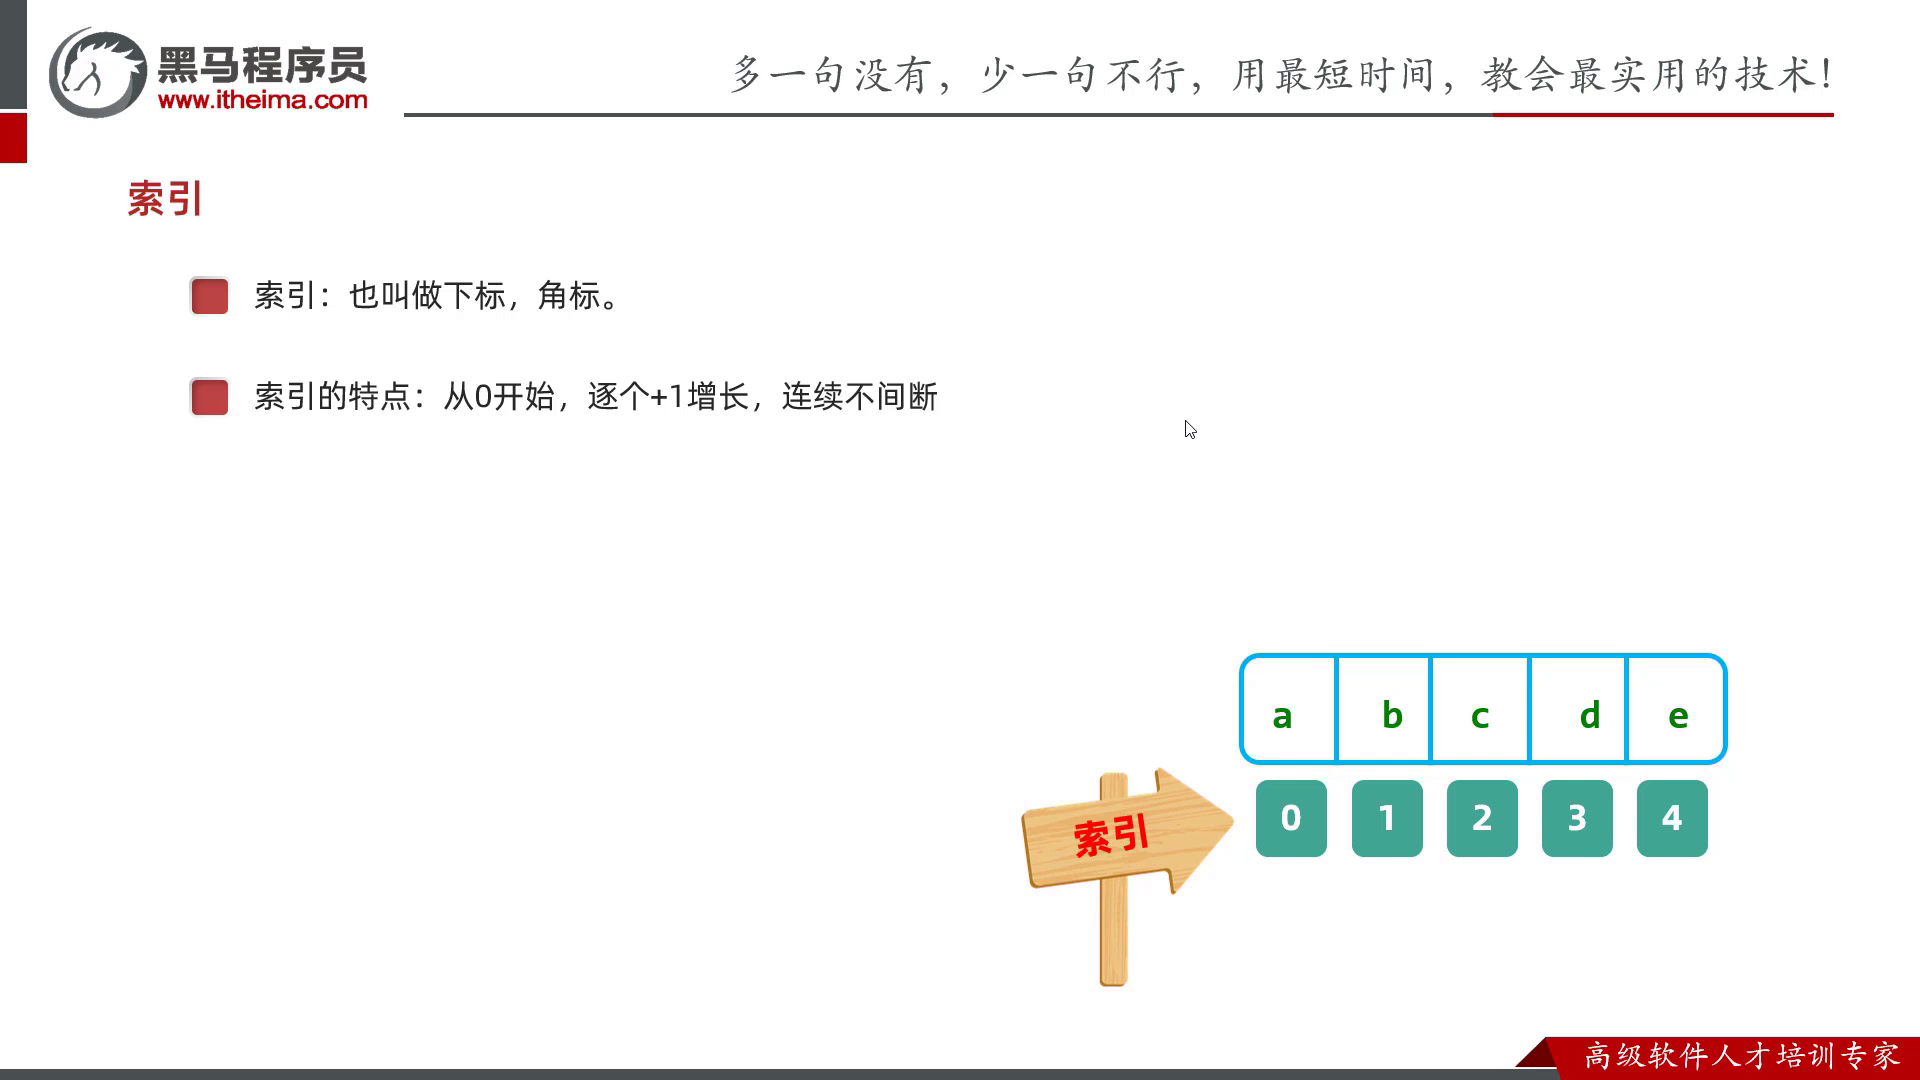 黑马程序员
www.itheima.com
多一句没有，少一句不行，用最短时间，教会最实用的技术！
索引
索引：也叫做下标，角标。
索引的特点：从0开始，逐个+1增长，连续不间断
a b c d e
索引
0 1 2 3 4
高级软件人才培训专家